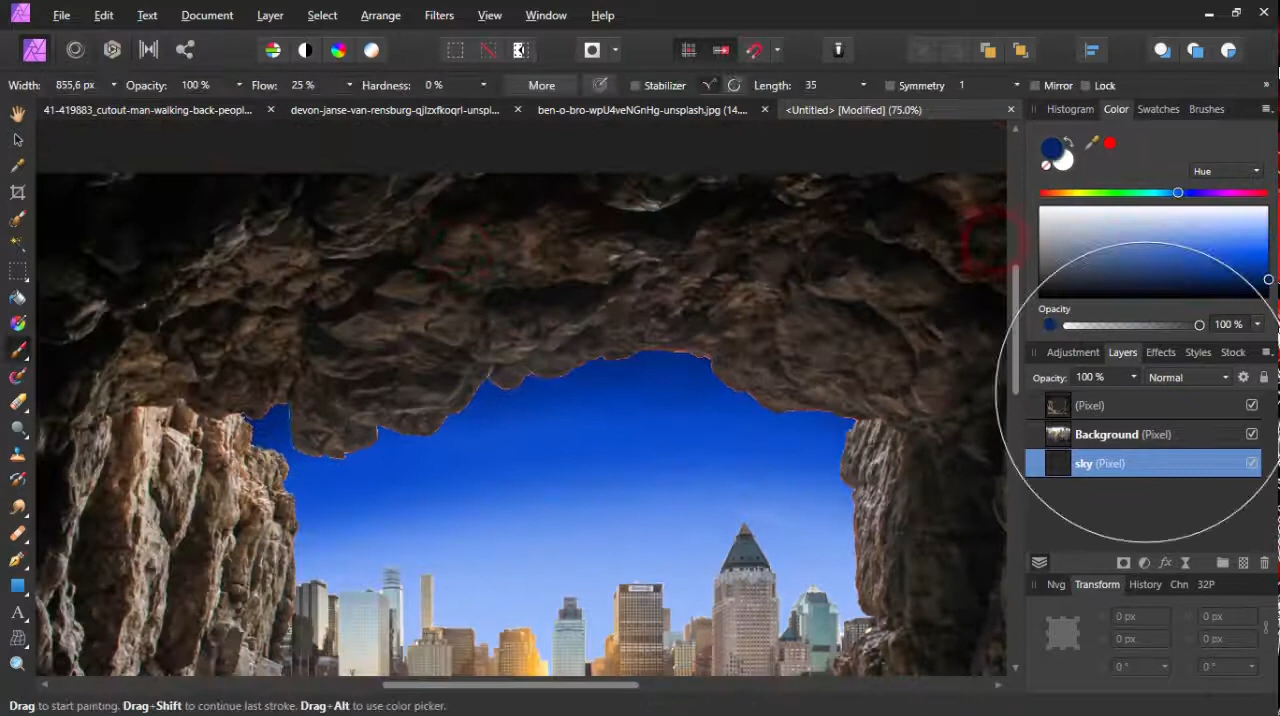 File Edit Text Document Layer Select Arrange Filters View Window Help
Width: 855,6 px Opacity: 100 % Flow: 25 % Hardness: 0 % More Stabilizer Length: 35 Symmetry 1 Mirror Lock
41-419883_cutout-man-walking-back-peopl... devon-janse-van-rensburg-qjlzxfkoqrI-unspl... ben-o-bro-wpU4veNGnHg-unsplash.jpg (14.... <Untitled> [Modified] (75.0%)
Histogram Color Swatches Brushes
Hue
Opacity
100 %
Adjustment Layers Effects Styles Stock
Opacity: 100 % Normal
(Pixel)
Background (Pixel)
sky (Pixel)
Nvg Transform History Chn 32P
0 px 0 px
0 px 0 px
0 ° 0 °
Drag to start painting. Drag+Shift to continue last stroke. Drag+Alt to use color picker.